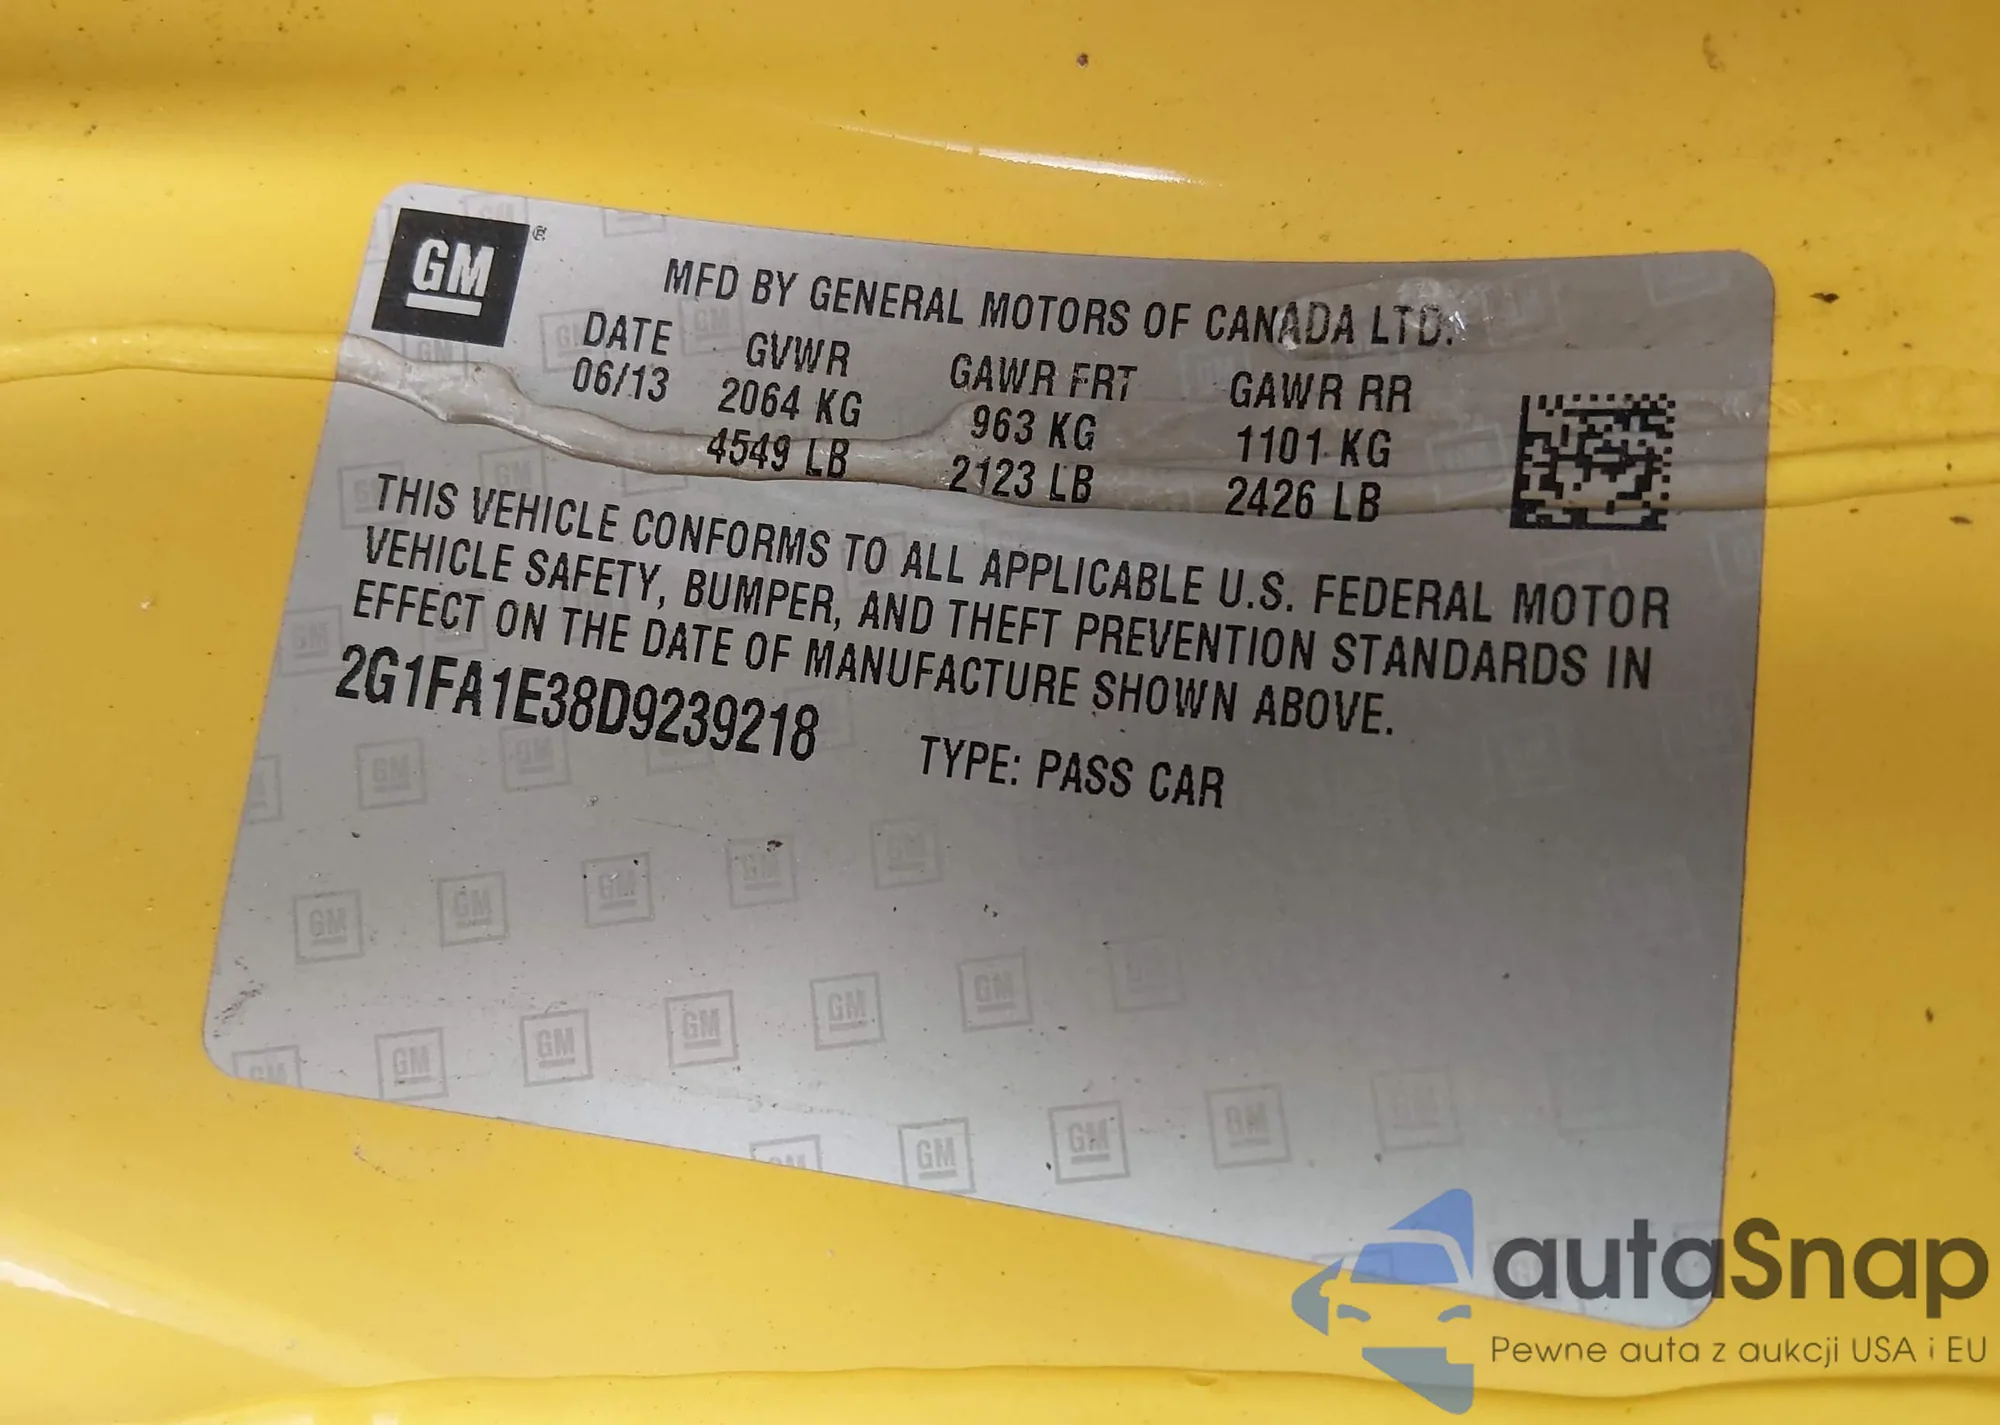 GM
MFD BY GENERAL MOTORS OF CANADA LTD.
DATE GVWR GAWR FRT GAWR RR
06/13 2064 KG 963 KG 1101 KG
4549 LB 2123 LB 2426 LB
THIS VEHICLE CONFORMS TO ALL APPLICABLE U.S. FEDERAL MOTOR
VEHICLE SAFETY, BUMPER, AND THEFT PREVENTION STANDARDS IN
EFFECT ON THE DATE OF MANUFACTURE SHOWN ABOVE.
2G1FA1E38D9239218 TYPE: PASS CAR
autaSnap
Pewne auta z aukcji USA i EU